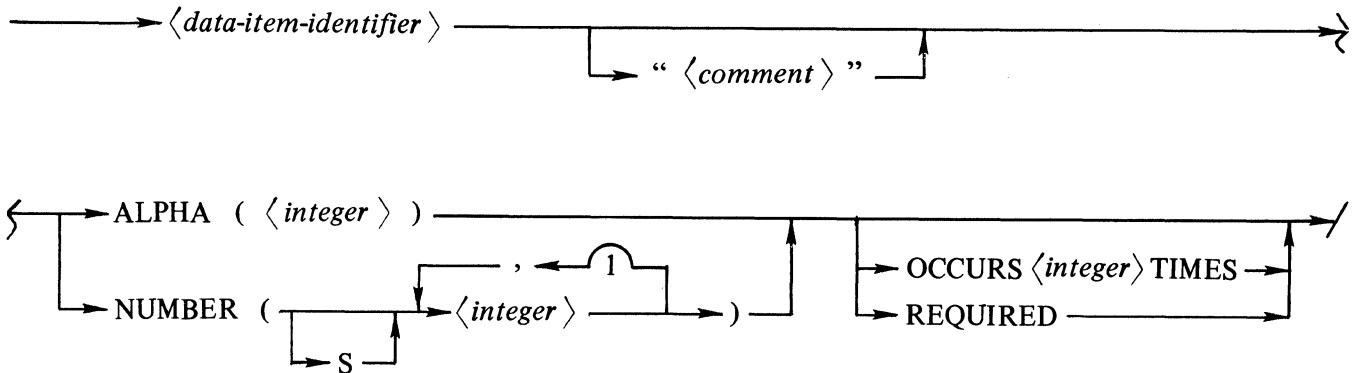 ⟨data-item-identifier⟩
“ ⟨comment⟩ ”
ALPHA ( ⟨integer⟩ )
, 1
OCCURS ⟨integer⟩ TIMES
NUMBER ( ⟨integer⟩ )
REQUIRED
S